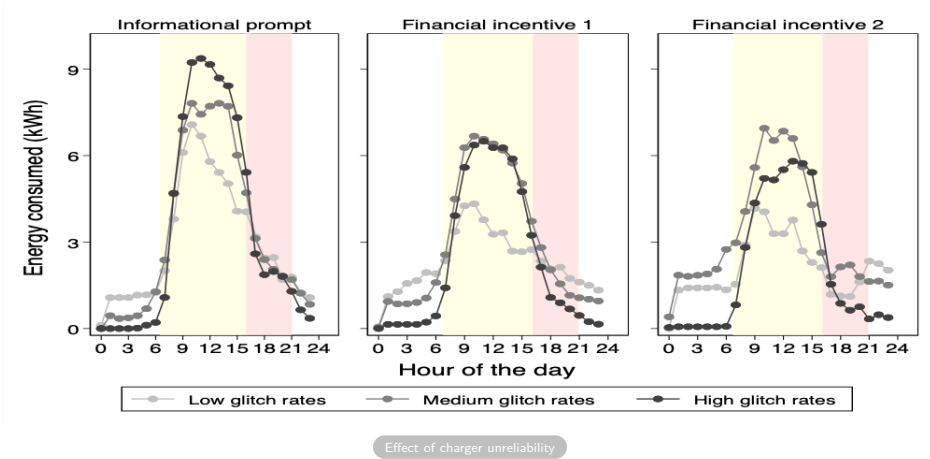 Informational prompt
Financial incentive 1
Financial incentive 2
Energy consumed (kWh)
9
6
3
0
0 3 6 9 12 15 18 21 24
0 3 6 9 12 15 18 21 24
0 3 6 9 12 15 18 21 24
Hour of the day
Low glitch rates
Medium glitch rates
High glitch rates
Effect of charger unreliability